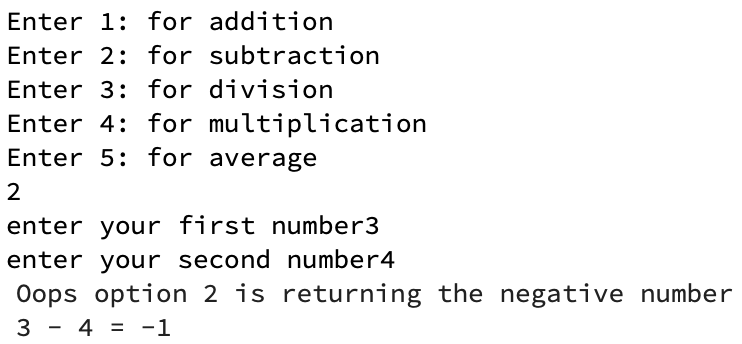 Enter 1: for addition
Enter 2: for subtraction
Enter 3: for division
Enter 4: for multiplication
Enter 5: for average
2
enter your first number3
enter your second number4
Oops option 2 is returning the negative number
3 - 4 = -1